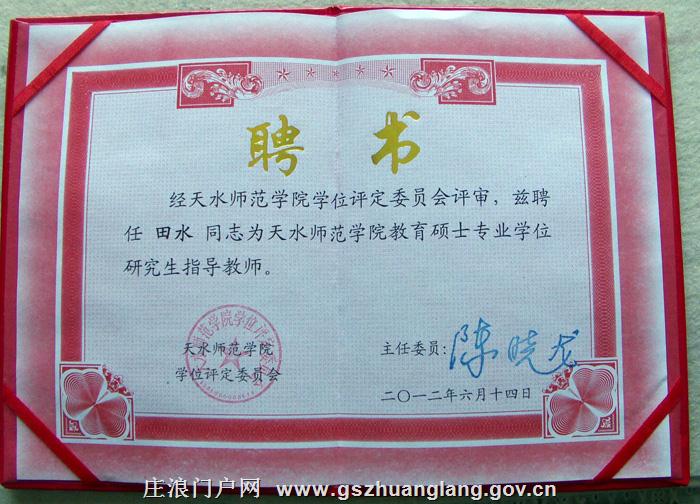 聘 书
经天水师范学院学位评定委员会评审，兹聘
任 田水 同志为天水师范学院教育硕士专业学位
研究生指导教师。
天水师范学院
学位评定委员会
主任委员：陈晓龙
二〇一二年六月十四日
庄浪门户网 www.gszhuanglang.gov.cn